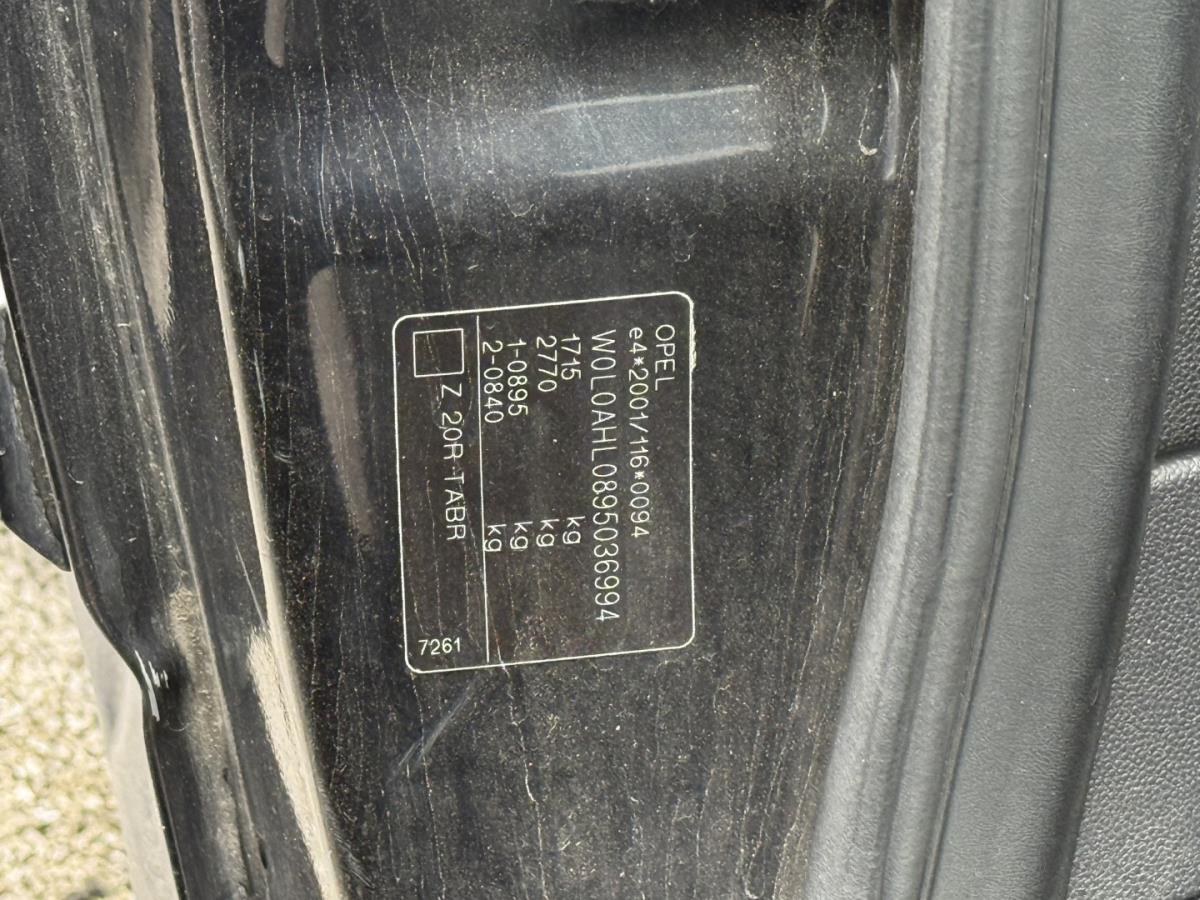 OPEL
e4*2001/116*0094
W0L0AHL0895036994
1715 kg
2770 kg
1-0895 kg
2-0840 kg
Z 20R-TABR
7261